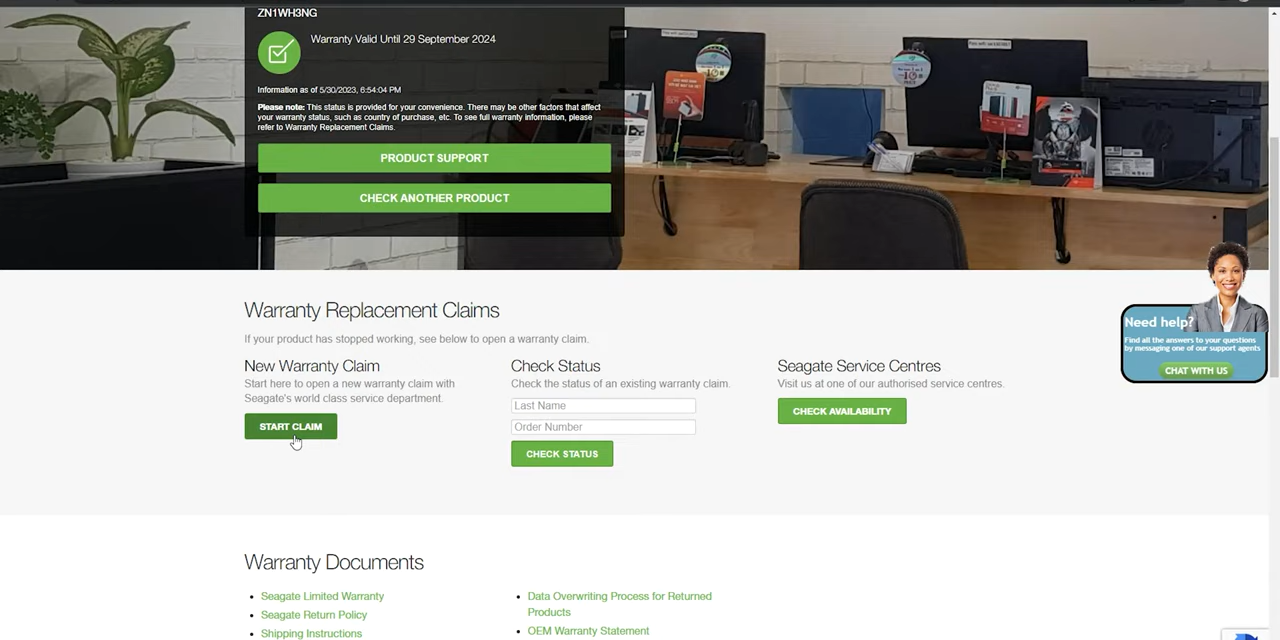 ZN1WH3NG
Warranty Valid Until 29 September 2024
Information as of 5/30/2023, 6:54:04 PM
Please note: This status is provided for your convenience. There may be other factors that affect
your warranty status, such as country of purchase, etc. To see full warranty information, please
refer to Warranty Replacement Claims.
PRODUCT SUPPORT
CHECK ANOTHER PRODUCT
Warranty Replacement Claims
If your product has stopped working, see below to open a warranty claim.
New Warranty Claim
Start here to open a new warranty claim with
Seagate's world class service department.
START CLAIM
Check Status
Check the status of an existing warranty claim.
Last Name
Order Number
CHECK STATUS
Seagate Service Centres
Visit us at one of our authorised service centres.
CHECK AVAILABILITY
Need help?
Find all the answers to your questions
by messaging one of our support agents
CHAT WITH US
Warranty Documents
• Seagate Limited Warranty
• Seagate Return Policy
• Shipping Instructions
• Data Overwriting Process for Returned
Products
• OEM Warranty Statement